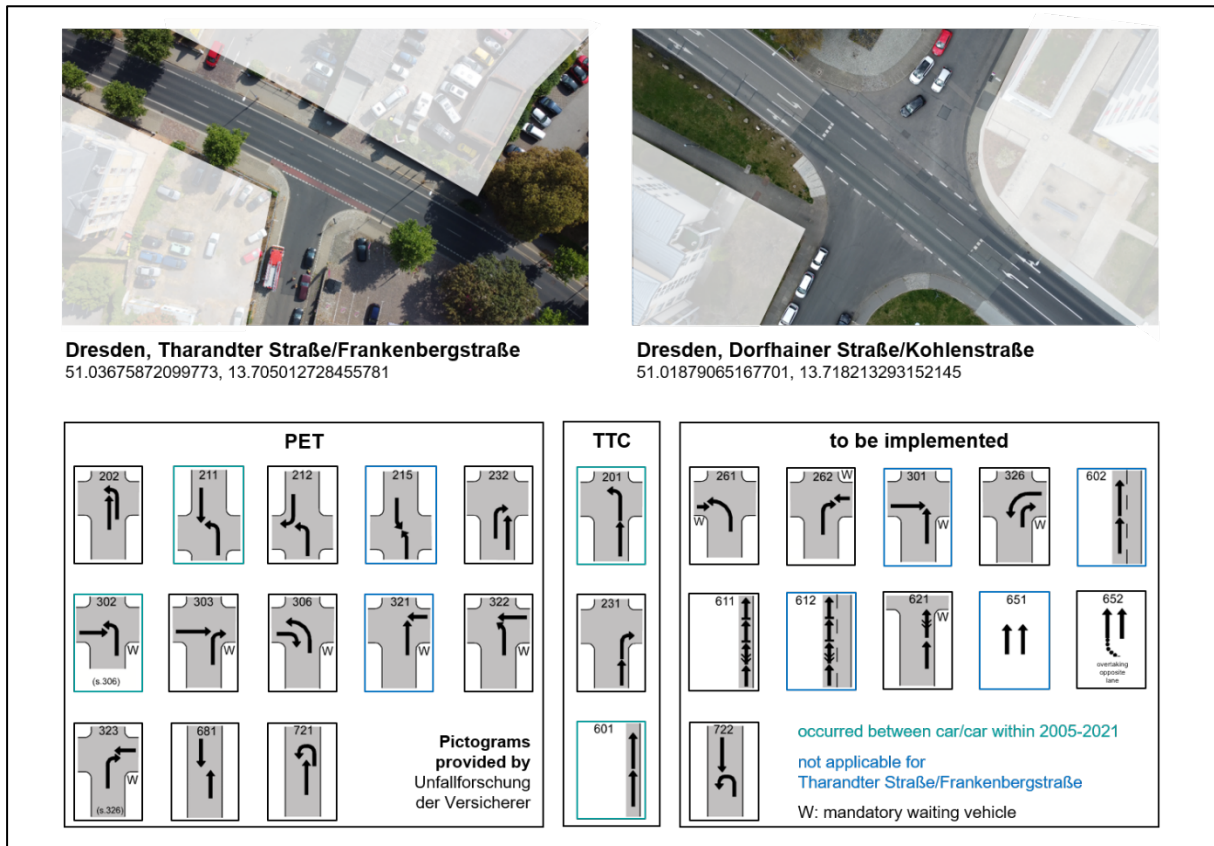 Dresden, Tharandter Straße/Frankenbergstraße
51.03675872099773, 13.705012728455781
Dresden, Dorfhainer Straße/Kohlenstraße
51.01879065167701, 13.718213293152145
PET
202
211
212
215
232
302
W
(s.306)
303
W
306
W
321
W
322
W
323
W
(s.326)
681
721
Pictograms
provided by
Unfallforschung
der Versicherer
TTC
201
231
601
to be implemented
261
W
262
W
301
W
326
W
602
611
612
621
W
651
652
overtaking
opposite
lane
722
occurred between car/car within 2005-2021
not applicable for
Tharandter Straße/Frankenbergstraße
W: mandatory waiting vehicle